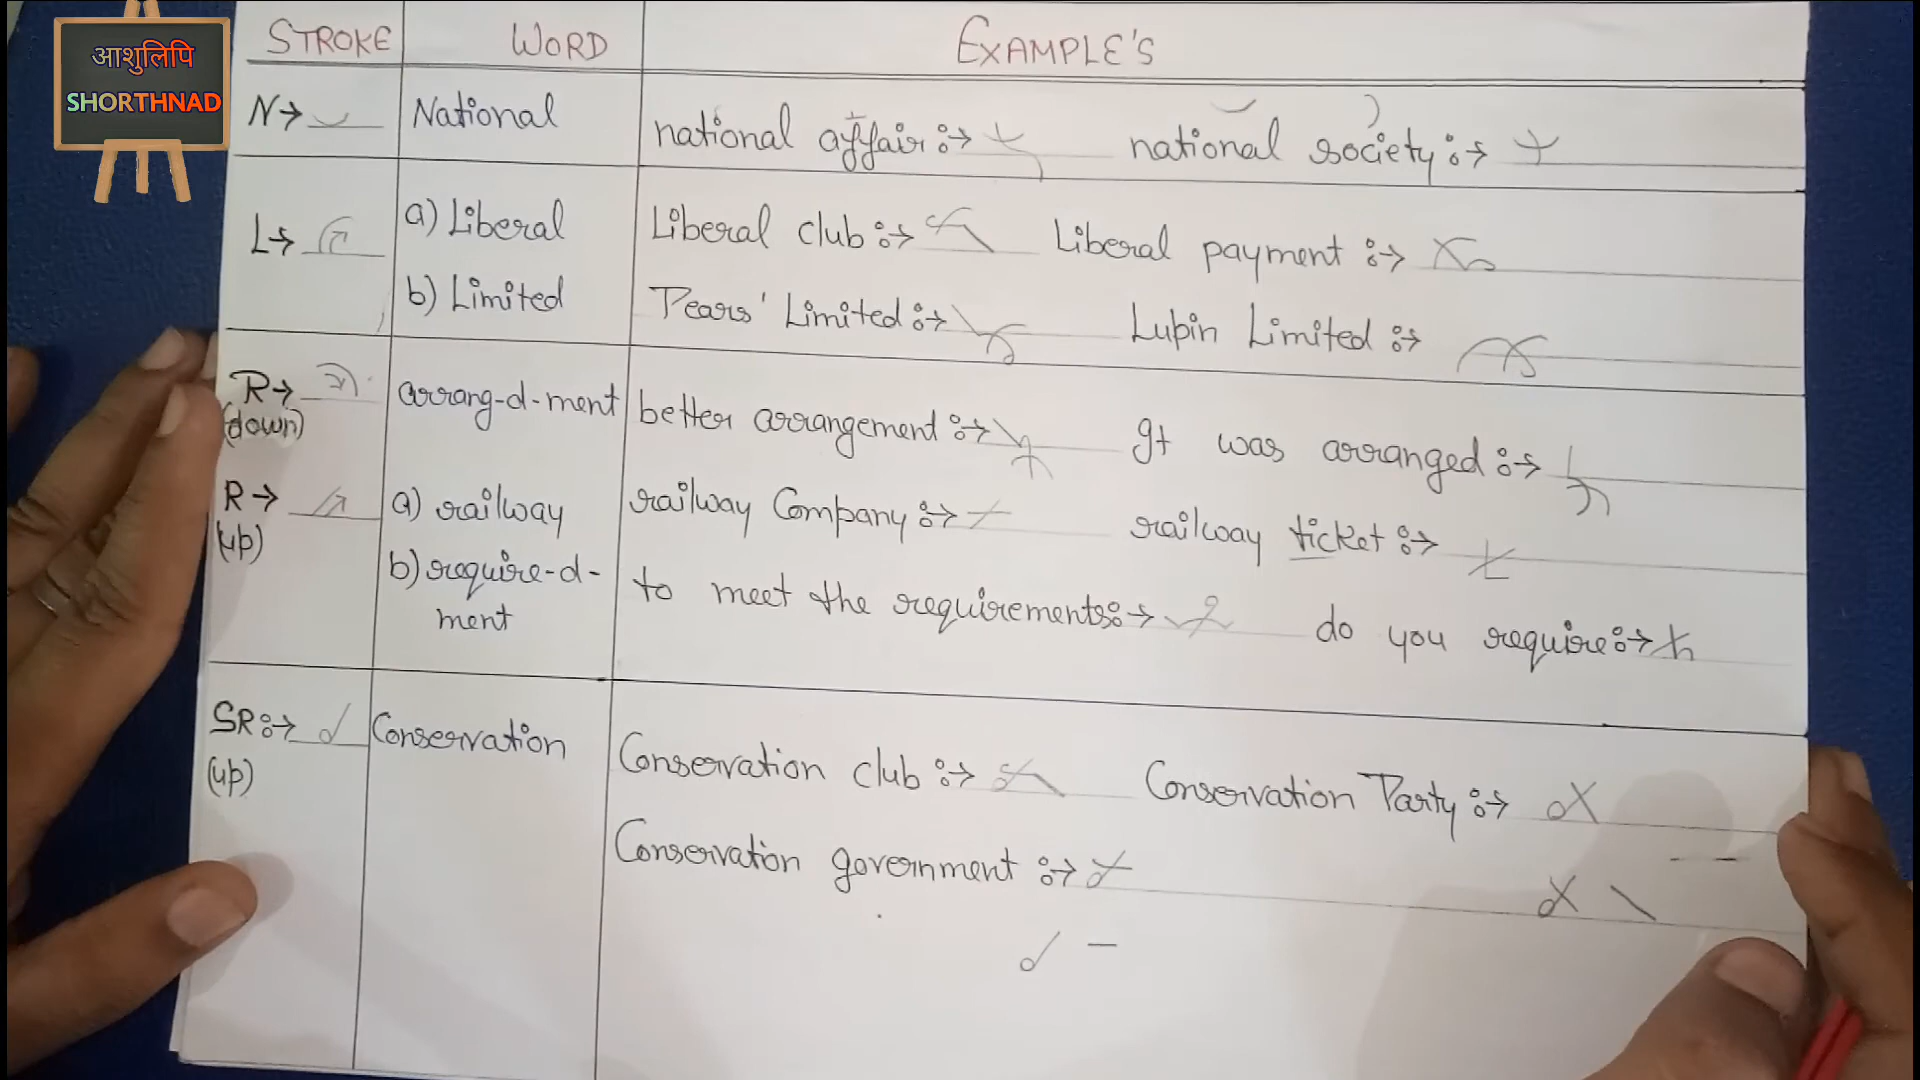 आशुलिपि
SHORTHNAD
STROKE WORD EXAMPLE'S
N→ National national affair:→ national society:→
L→ a) Liberal Liberal club:→ Liberal payment:→
b) Limited Pears' Limited:→ Lupin Limited:→
R→ (down) arrang-d-ment better arrangement:→ It was arranged:→
R→ (up) a) railway railway Company:→ railway ticket:→
b) require-d-ment to meet the requirements:→ do you require:→
SR:→ (up) Conservation Conservation club:→ Conservation Party:→
Conservation government:→